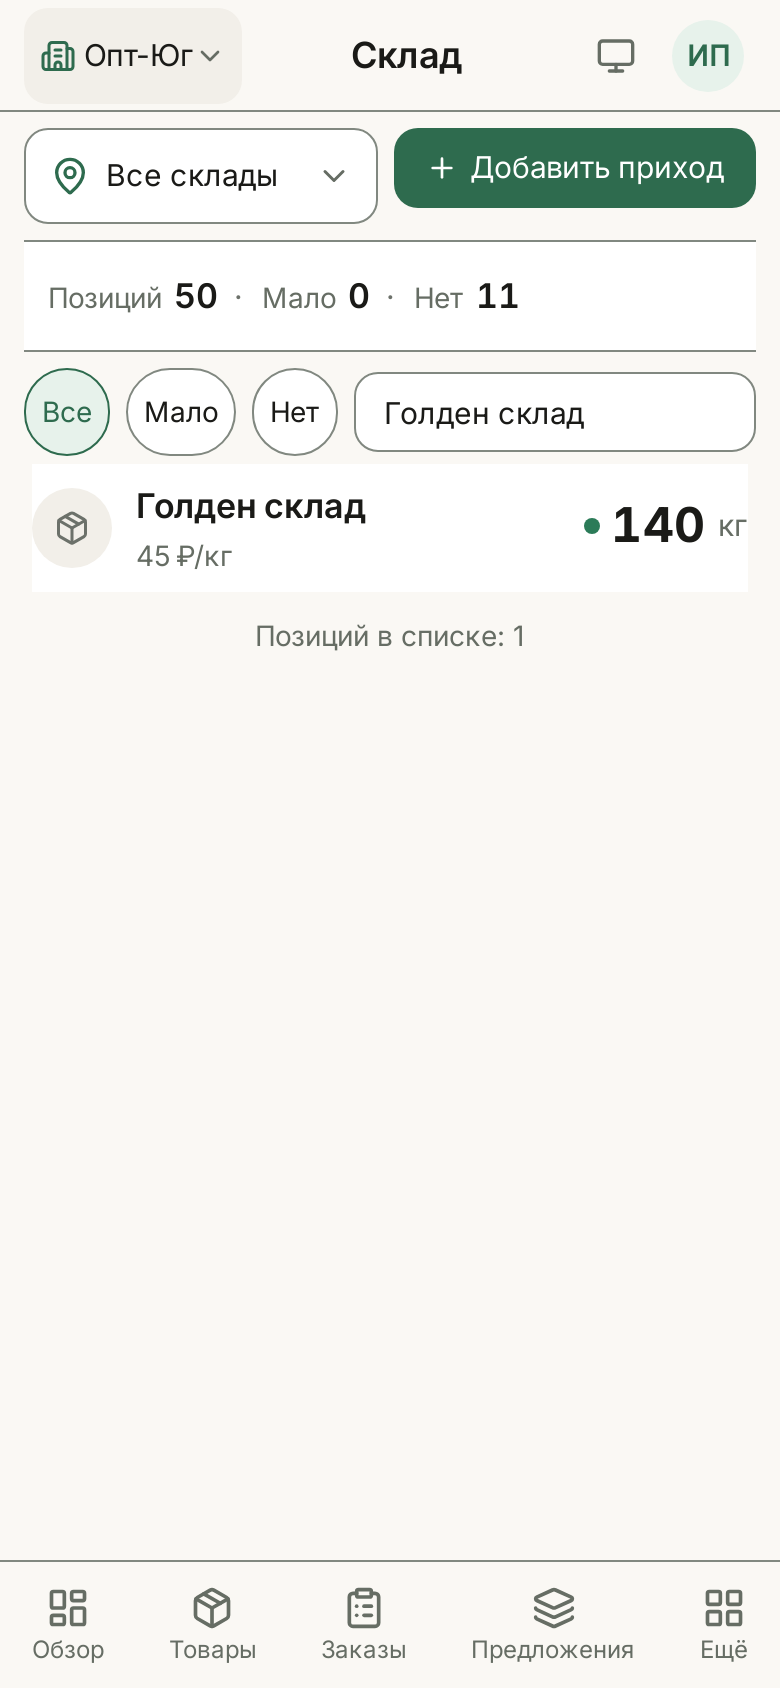 Опт-Юг
Склад
ИП
Все склады
+ Добавить приход
Позиций 50 · Мало 0 · Нет 11
Все
Мало
Нет
Голден склад
Голден склад
45 ₽/кг
140 кг
Позиций в списке: 1
Обзор
Товары
Заказы
Предложения
Ещё